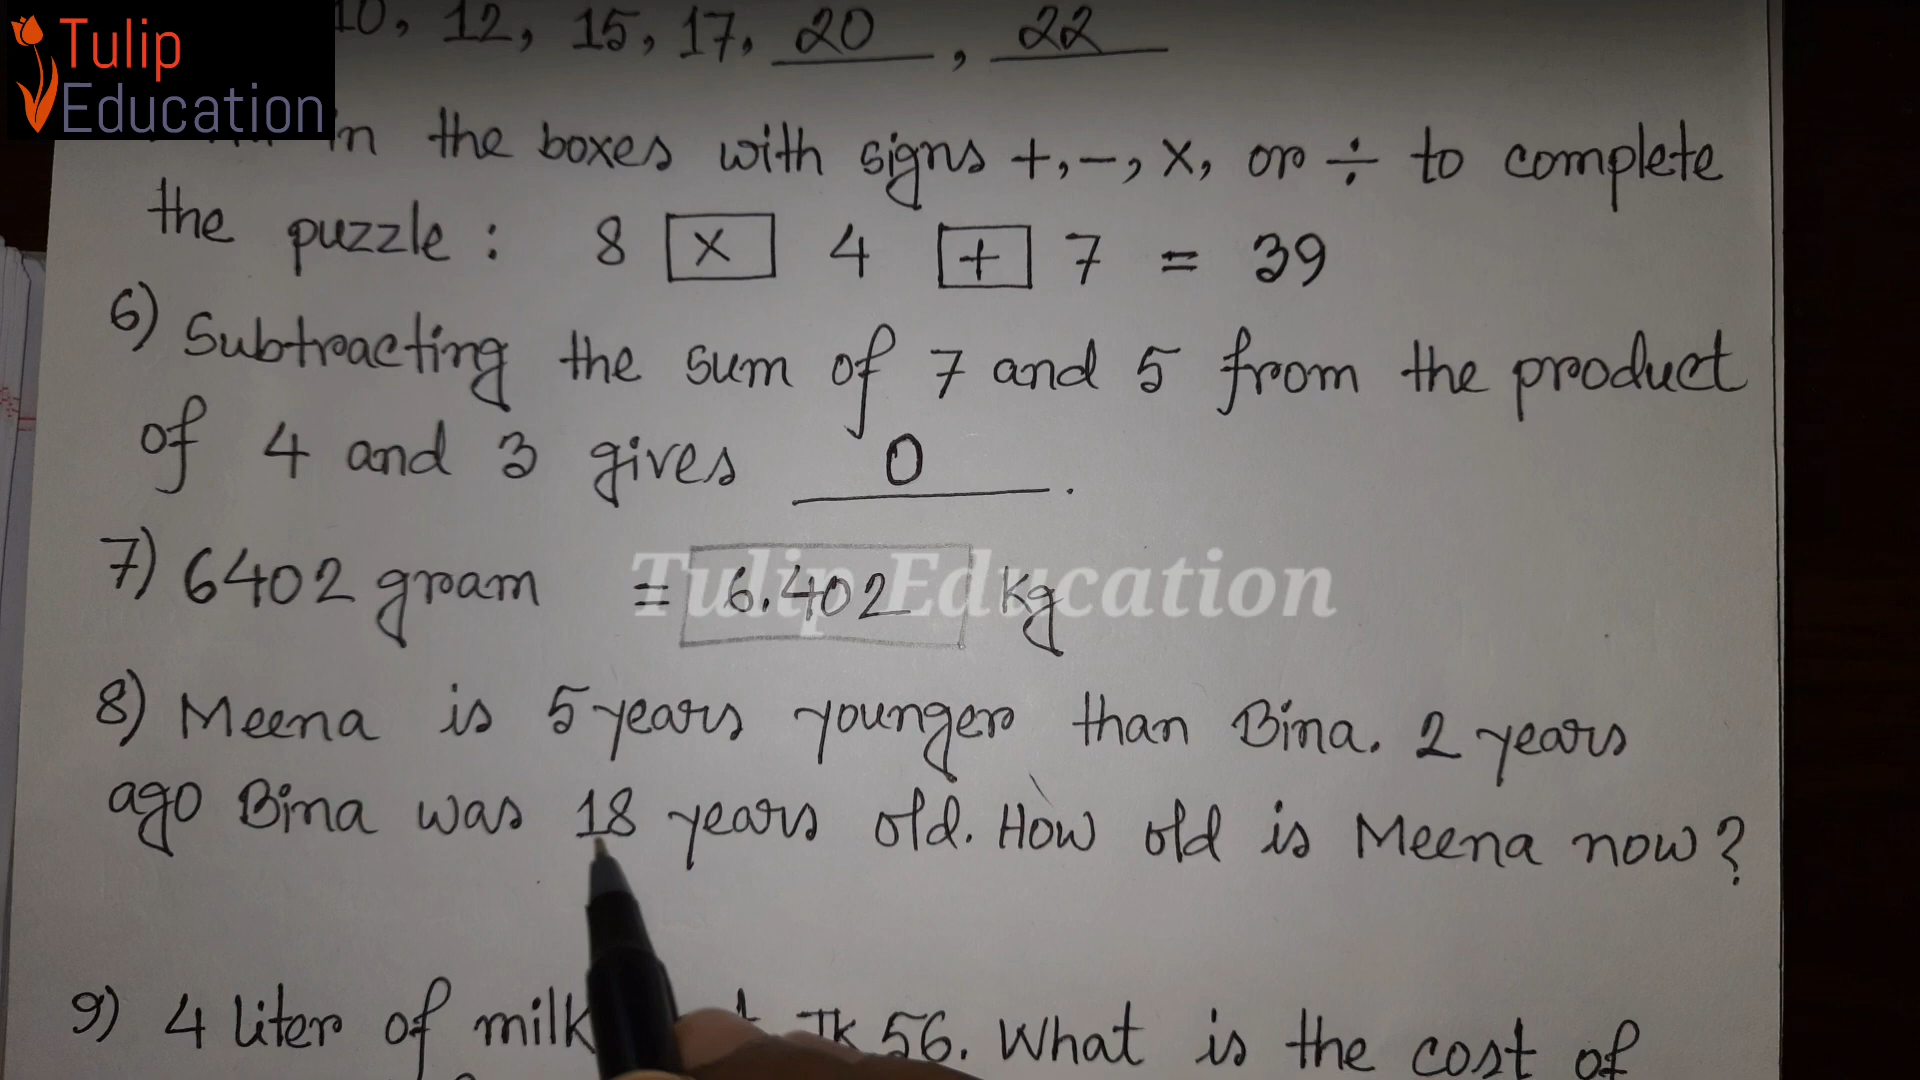 Tulip
Education
10, 12, 15, 17, 20, 22
in the boxes with signs +, -, x, or ÷ to complete
the puzzle : 8 x 4 + 7 = 39
6) Subtracting the sum of 7 and 5 from the product
of 4 and 3 gives 0.
7) 6402 gram = 6.402 kg
Tulip Education
8) Meena is 5 years younger than Bina. 2 years
ago Bina was 18 years old. How old is Meena now?
9) 4 liter of milk Tk 56. What is the cost of